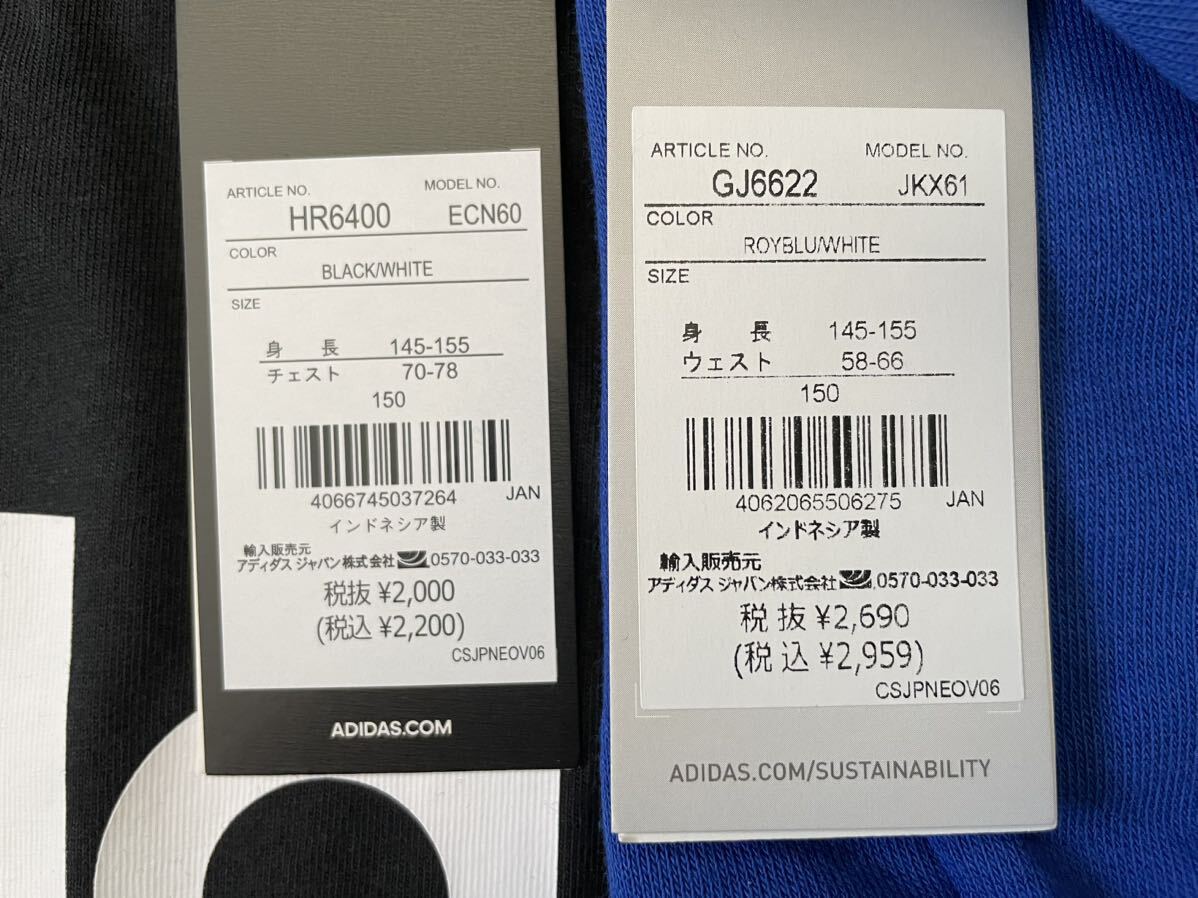 ARTICLE NO. MODEL NO.
HR6400 ECN60
COLOR
BLACK/WHITE
SIZE
身 長 145-155
チェスト 70-78
150
4066745037264 JAN
インドネシア製
輸入販売元
アディダス ジャパン株式会社 0570-033-033
税抜 ¥2,000
(税込 ¥2,200)
CSJPNEOV06
ADIDAS.COM
ARTICLE NO. MODEL NO.
GJ6622 JKX61
COLOR
ROYBLU/WHITE
SIZE
身 長 145-155
ウェスト 58-66
150
4062065506275 JAN
インドネシア製
輸入販売元
アディダス ジャパン株式会社 0570-033-033
税 抜 ¥2,690
(税 込 ¥2,959)
CSJPNEOV06
ADIDAS.COM/SUSTAINABILITY